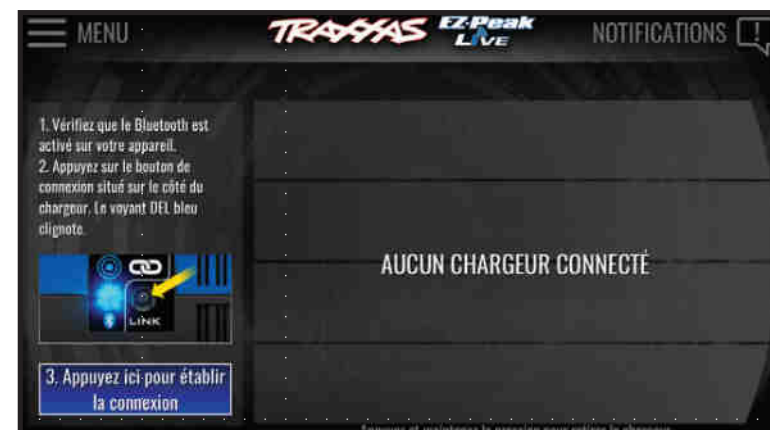 MENU
TRAXXAS EZ-Peak LIVE
NOTIFICATIONS
1. Vérifiez que le Bluetooth est
activé sur votre appareil.
2. Appuyez sur le bouton de
connexion situé sur le côté du
chargeur. Le voyant DEL bleu
clignote.
LINK
3. Appuyez ici pour établir
la connexion
AUCUN CHARGEUR CONNECTÉ